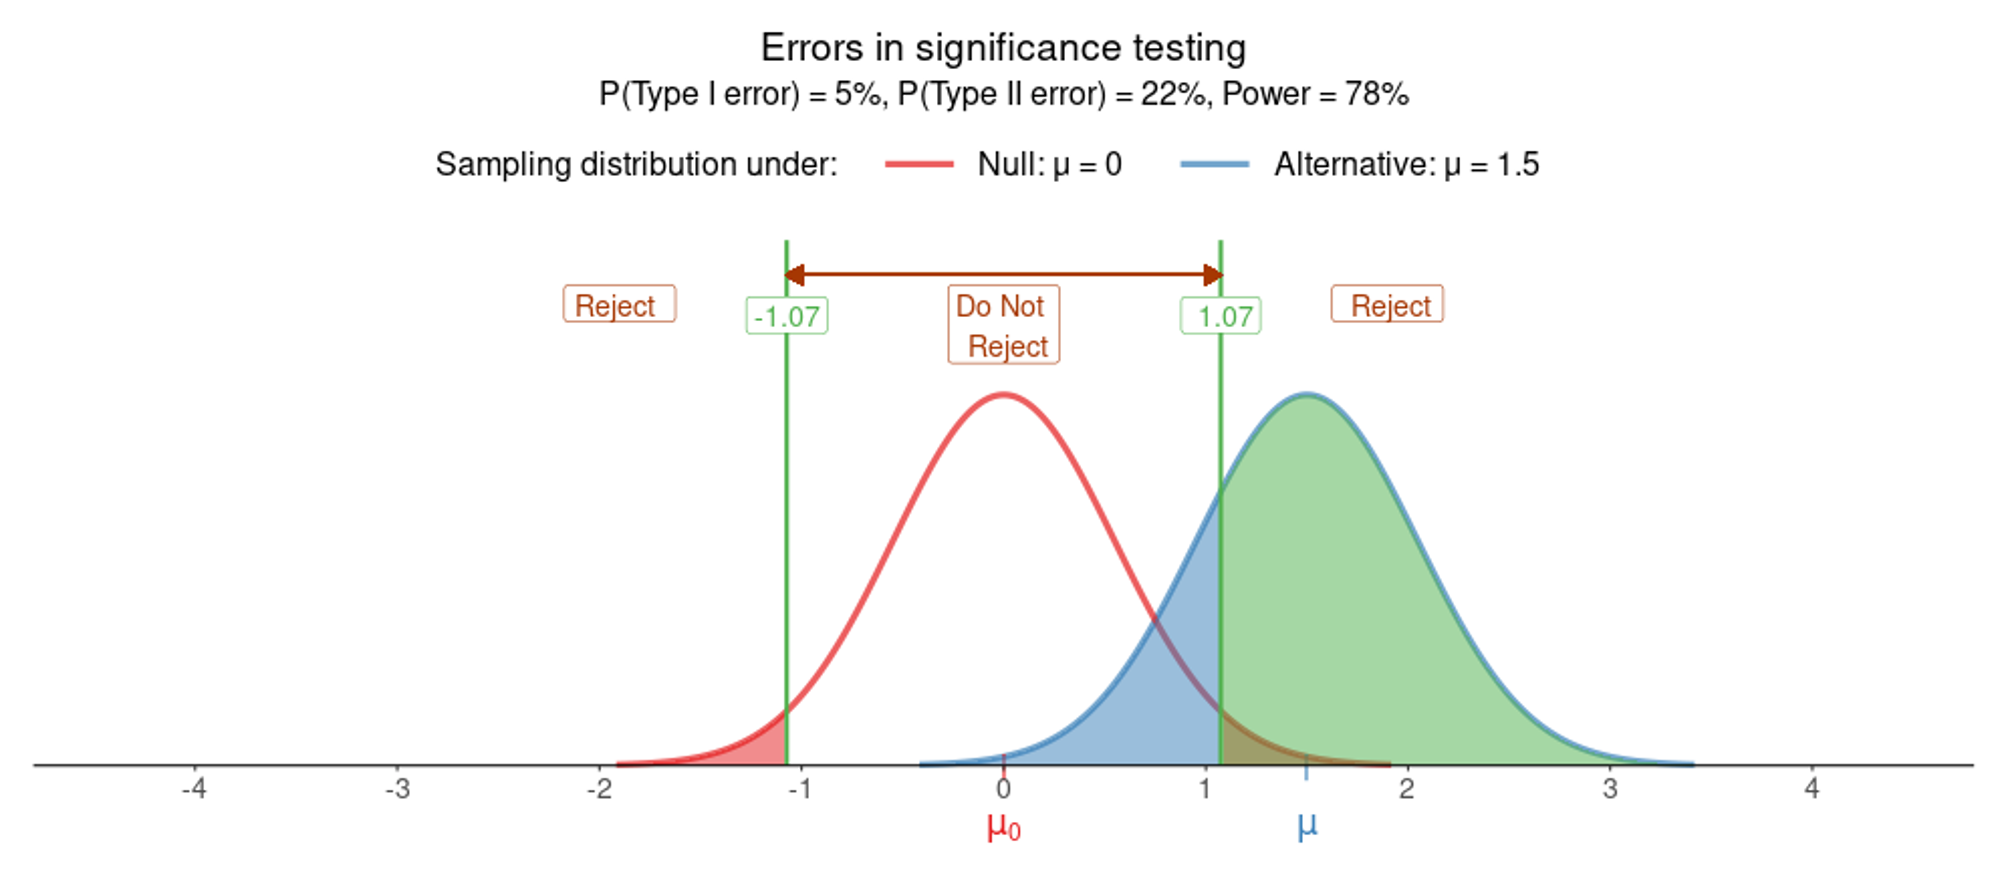 Errors in significance testing
P(Type I error) = 5%, P(Type II error) = 22%, Power = 78%
Sampling distribution under: Null: μ = 0 Alternative: μ = 1.5
Reject -1.07 Do Not 1.07 Reject
Reject
-4 -3 -2 -1 0 1 2 3 4
μ₀ μ